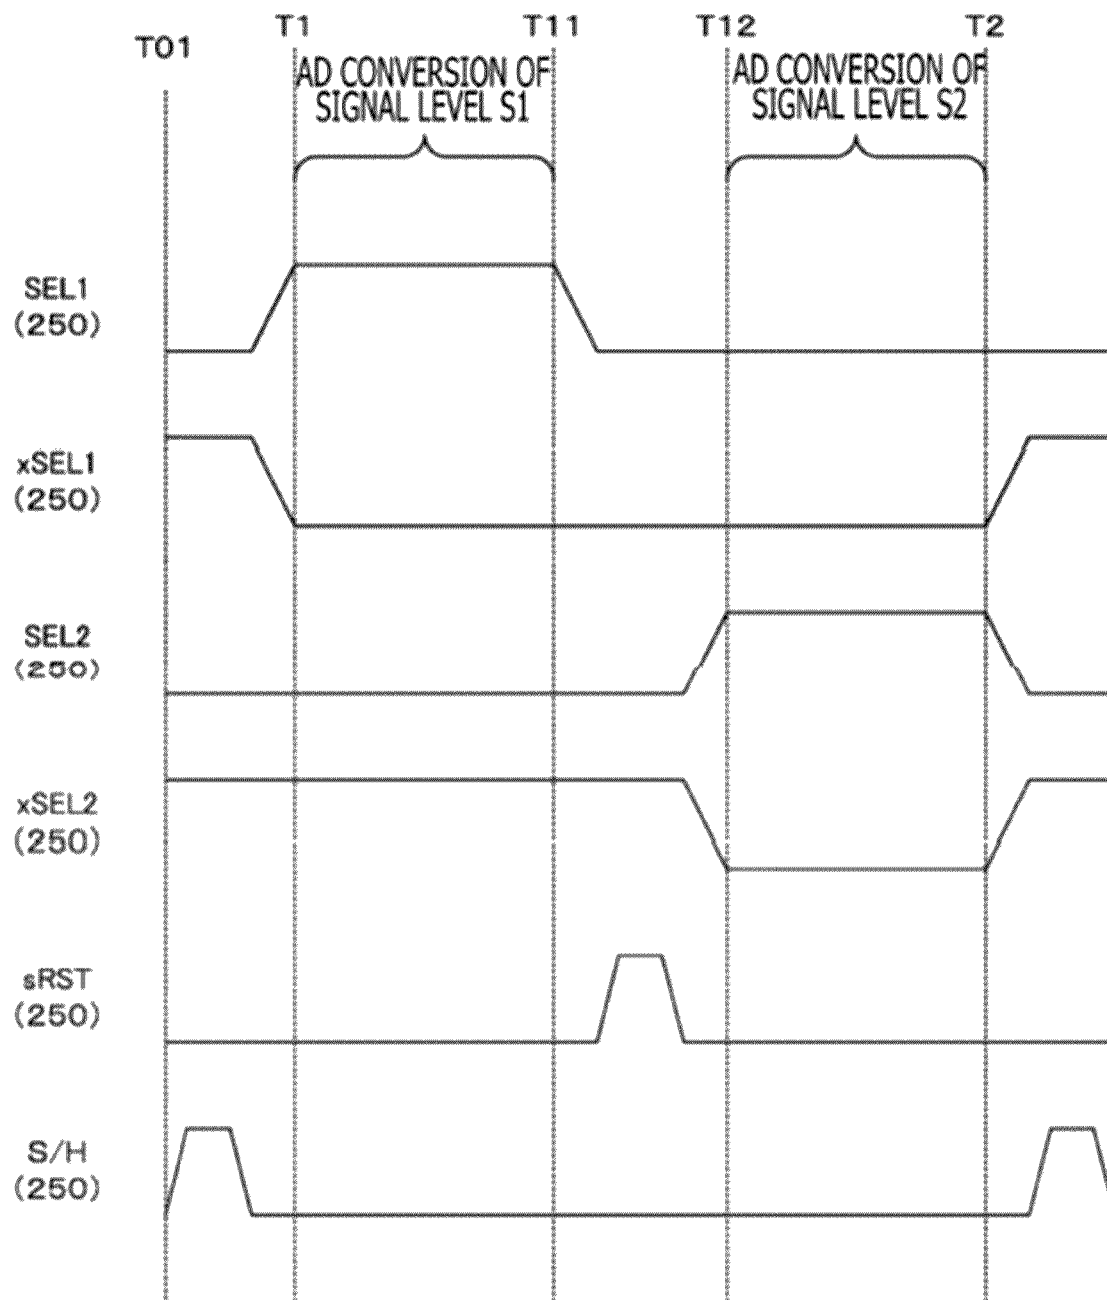 T01
T1
T11
T12
T2
AD CONVERSION OF
SIGNAL LEVEL S1
AD CONVERSION OF
SIGNAL LEVEL S2
SEL1
(250)
xSEL1
(250)
SEL2
(250)
xSEL2
(250)
sRST
(250)
S/H
(250)